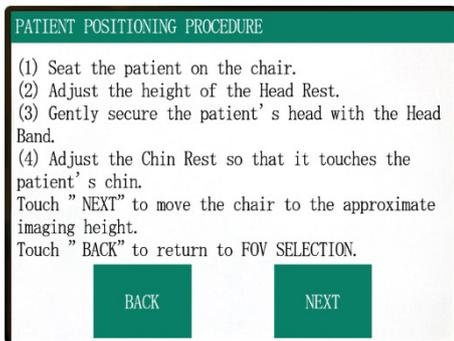 PATIENT POSITIONING PROCEDURE
(1) Seat the patient on the chair.
(2) Adjust the height of the Head Rest.
(3) Gently secure the patient's head with the Head
Band.
(4) Adjust the Chin Rest so that it touches the
patient's chin.
Touch "NEXT" to move the chair to the approximate
imaging height.
Touch "BACK" to return to FOV SELECTION.
BACK NEXT